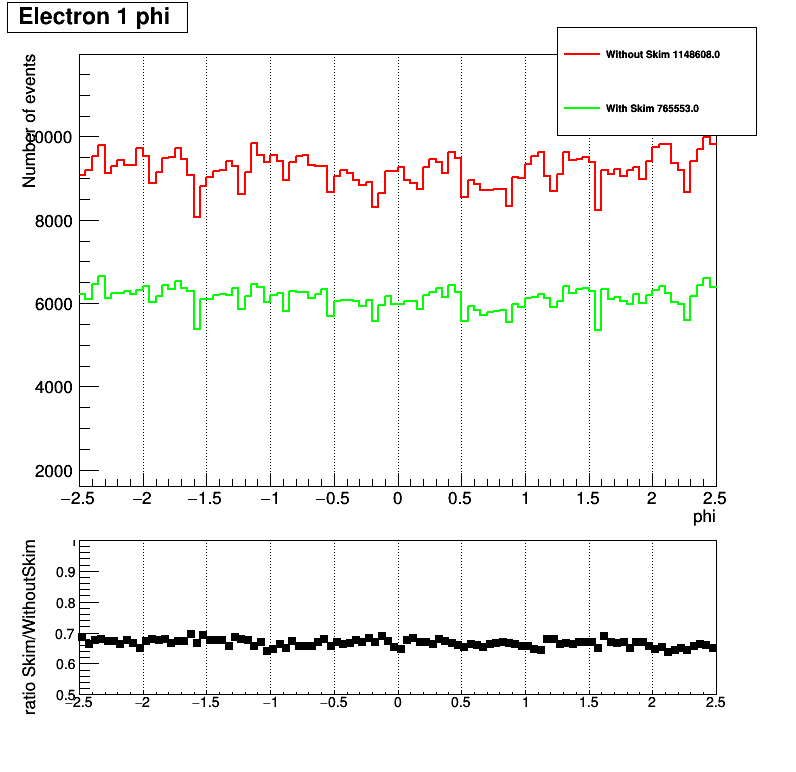 Electron 1 phi
Without Skim 1148608.0
With Skim 765553.0
Number of events
10000
8000
6000
4000
2000
−2.5 −2 −1.5 −1 −0.5 0 0.5 1 1.5 2 2.5
phi
ratio Skim/WithoutSkim
1
0.9
0.8
0.7
0.6
0.5
−2.5 −2 −1.5 −1 −0.5 0 0.5 1 1.5 2 2.5